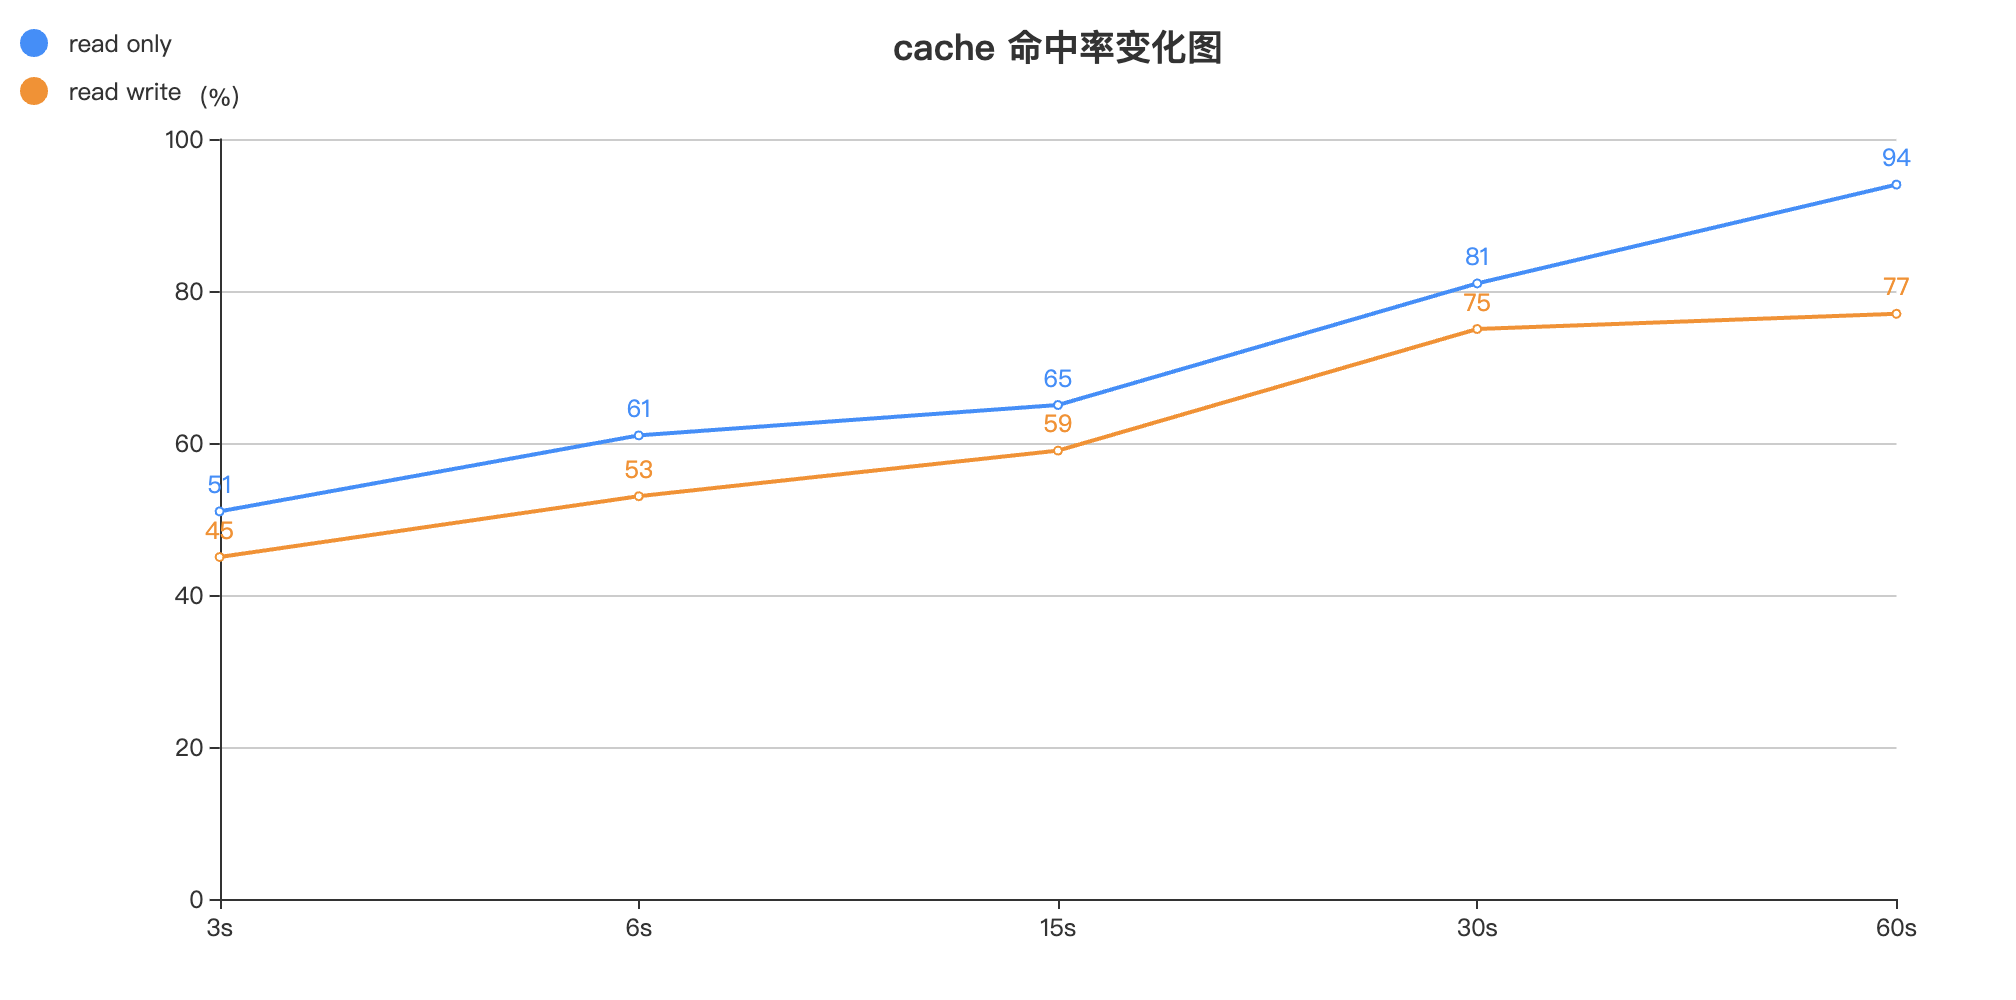 cache 命中率变化图
read only
read write
(%)
100
80
60
40
20
0
94
81
77
75
65
61
59
53
51
45
3s
6s
15s
30s
60s